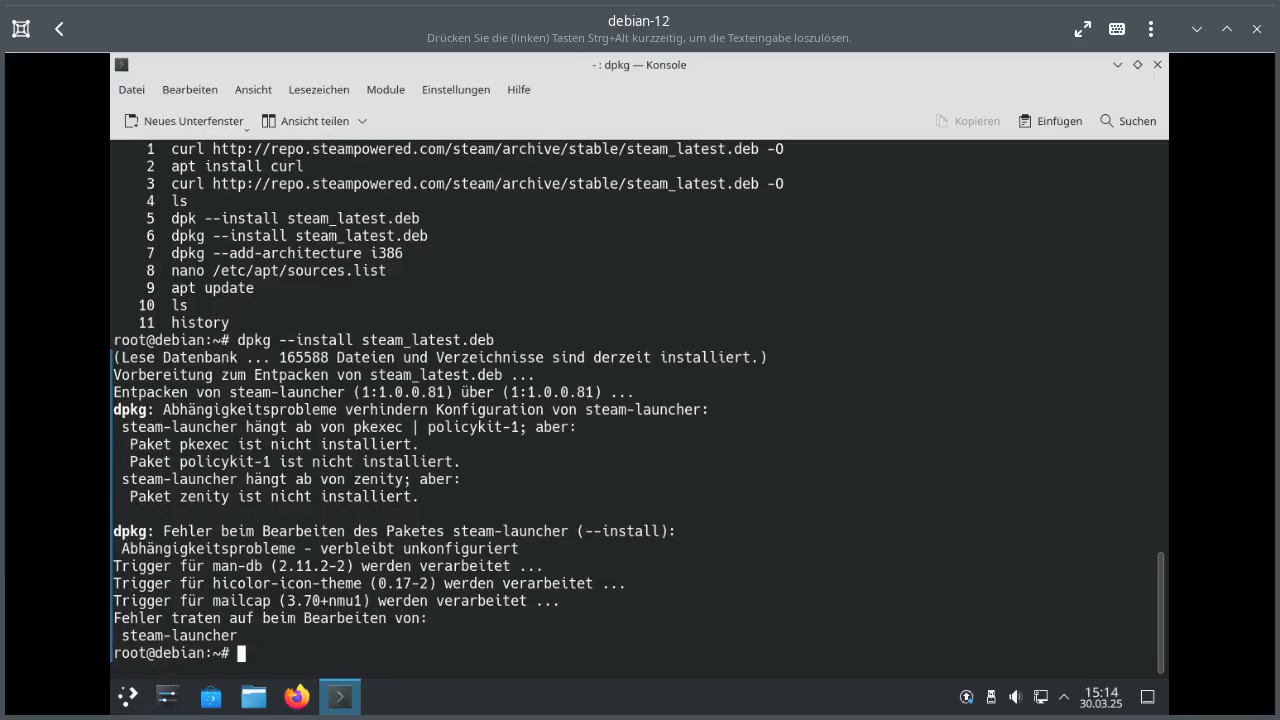 debian-12
Drücken Sie die (linken) Tasten Strg+Alt kurzzeitig, um die Texteingabe loszulösen.
- : dpkg — Konsole
Datei Bearbeiten Ansicht Lesezeichen Module Einstellungen Hilfe
Neues Unterfenster Ansicht teilen Kopieren Einfügen Suchen
1 curl http://repo.steampowered.com/steam/archive/stable/steam_latest.deb -O
2 apt install curl
3 curl http://repo.steampowered.com/steam/archive/stable/steam_latest.deb -O
4 ls
5 dpk --install steam_latest.deb
6 dpkg --install steam_latest.deb
7 dpkg --add-architecture i386
8 nano /etc/apt/sources.list
9 apt update
10 ls
11 history
root@debian:~# dpkg --install steam_latest.deb
(Lese Datenbank ... 165588 Dateien und Verzeichnisse sind derzeit installiert.)
Vorbereitung zum Entpacken von steam_latest.deb ...
Entpacken von steam-launcher (1:1.0.0.81) über (1:1.0.0.81) ...
dpkg: Abhängigkeitsprobleme verhindern Konfiguration von steam-launcher:
steam-launcher hängt ab von pkexec | policykit-1; aber:
Paket pkexec ist nicht installiert.
Paket policykit-1 ist nicht installiert.
steam-launcher hängt ab von zenity; aber:
Paket zenity ist nicht installiert.
dpkg: Fehler beim Bearbeiten des Paketes steam-launcher (--install):
Abhängigkeitsprobleme - verbleibt unkonfiguriert
Trigger für man-db (2.11.2-2) werden verarbeitet ...
Trigger für hicolor-icon-theme (0.17-2) werden verarbeitet ...
Trigger für mailcap (3.70+nmu1) werden verarbeitet ...
Fehler traten auf beim Bearbeiten von:
steam-launcher
root@debian:~#
15:14
30.03.25